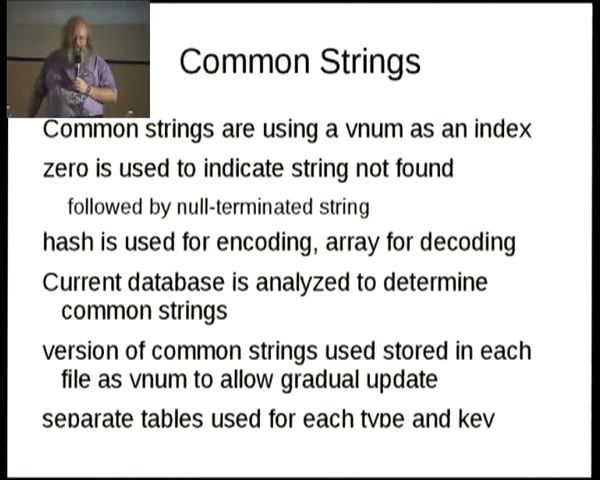 Common Strings
Common strings are using a vnum as an index
zero is used to indicate string not found
followed by null-terminated string
hash is used for encoding, array for decoding
Current database is analyzed to determine
common strings
version of common strings used stored in each
file as vnum to allow gradual update
separate tables used for each type and key